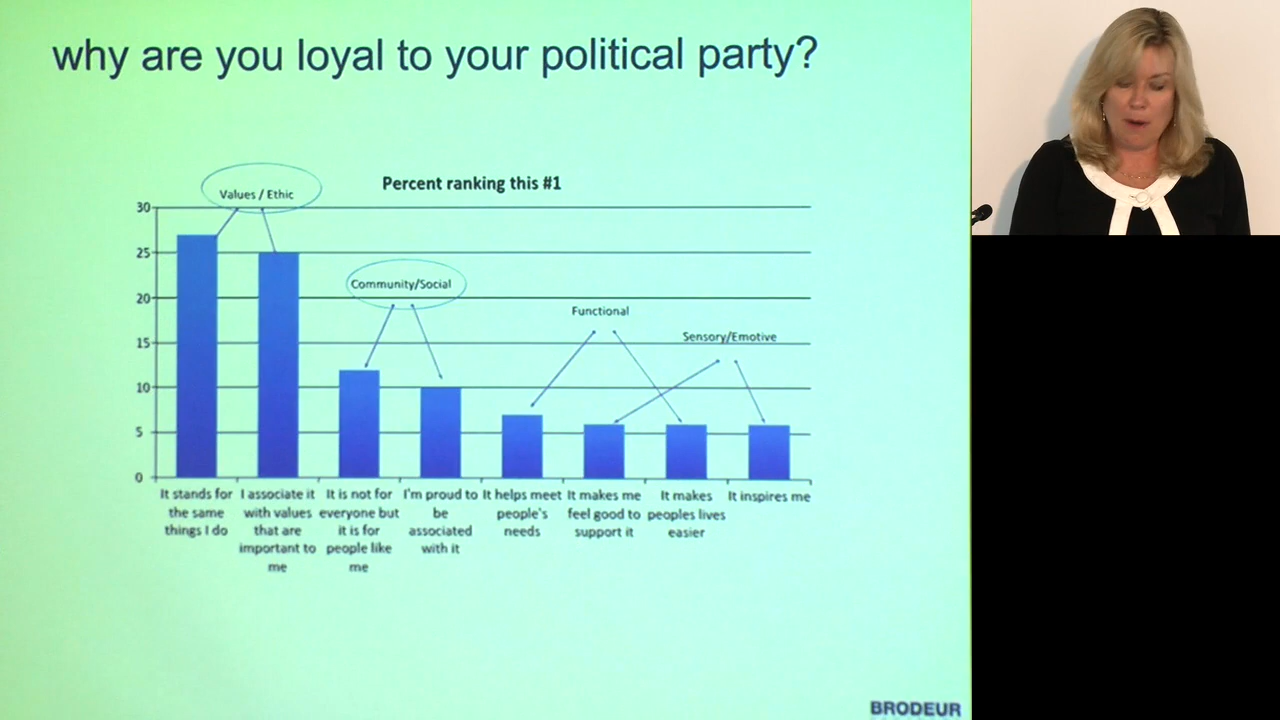 why are you loyal to your political party?
Percent ranking this #1
Values / Ethic
Community/Social
Functional
Sensory/Emotive
30
25
20
15
10
5
0
It stands for
the same
things I do
I associate it
with values
that are
important to
me
It is not for
everyone but
it is for
people like
me
I'm proud to
be
associated
with it
It helps meet
people's
needs
It makes me
feel good to
support it
It makes
peoples lives
easier
It inspires me
BRODEUR